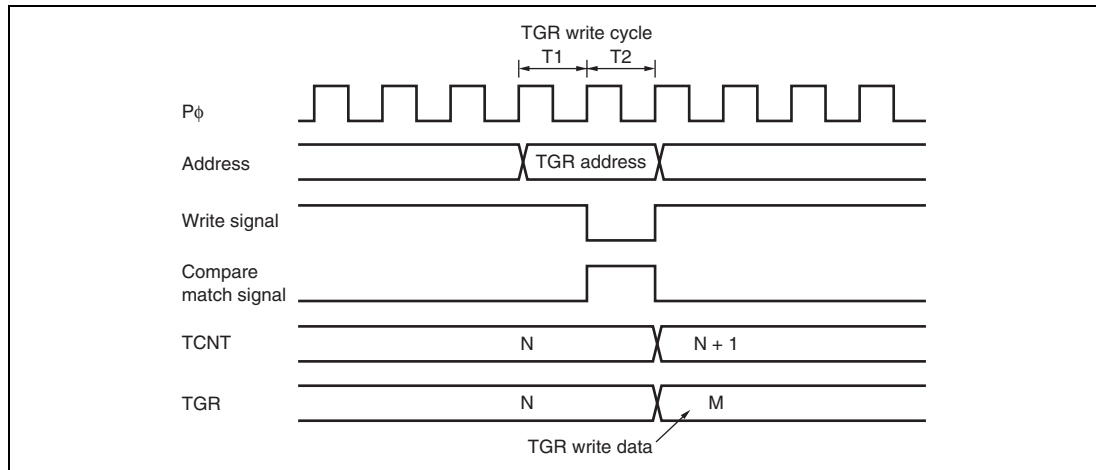 TGR write cycle
T1 T2
Pϕ
Address TGR address
Write signal
Compare
match signal
TCNT N N + 1
TGR N M
TGR write data